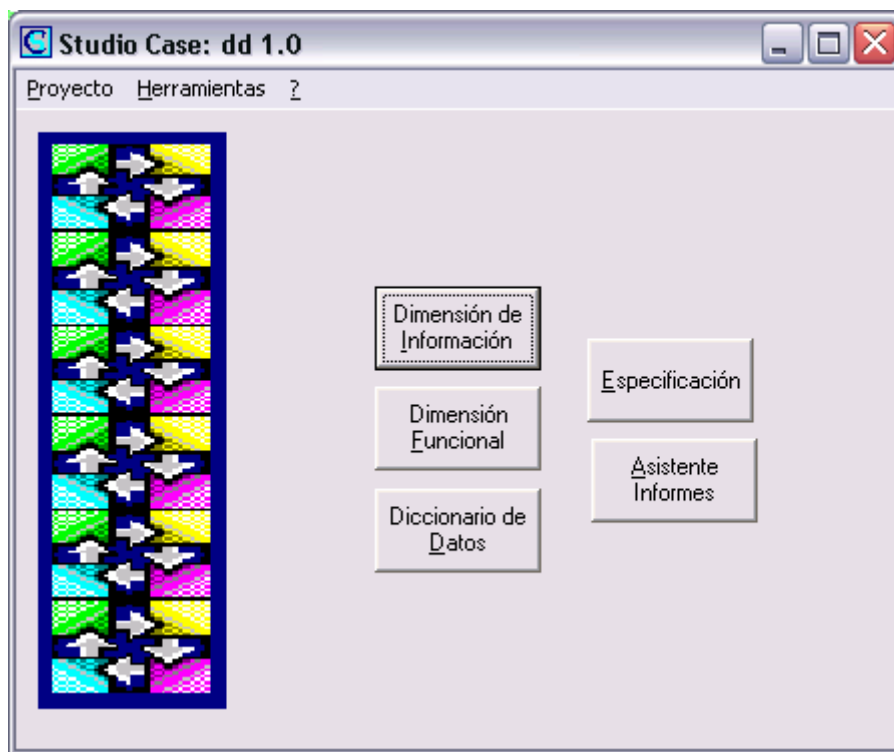 Studio Case: dd 1.0
Proyecto Herramientas ?
Dimensión de
Información
Dimensión
Funcional
Diccionario de
Datos
Especificación
Asistente
Informes